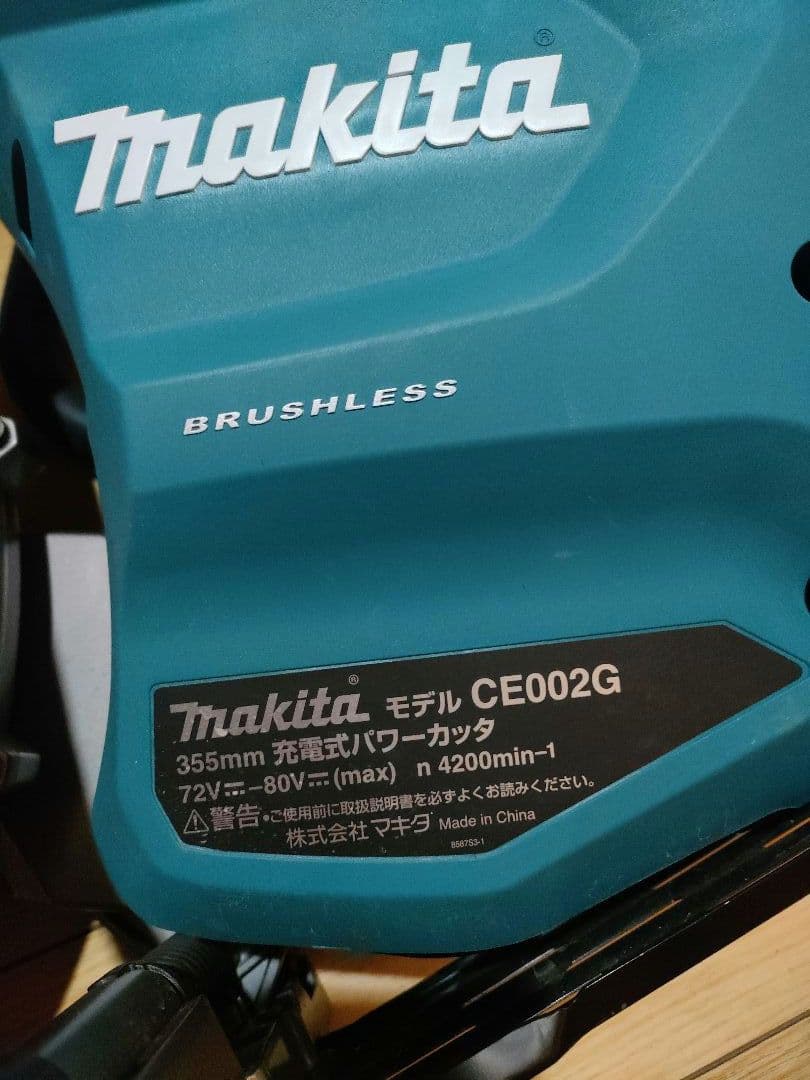 makita®
BRUSHLESS
makita® モデル CE002G
355mm 充電式パワーカッタ
72V⎓–80V⎓(max) n 4200min–1
⚠警告・ご使用前に取扱説明書を必ずよくお読みください。
株式会社マキタ Made in China
8587S3-1